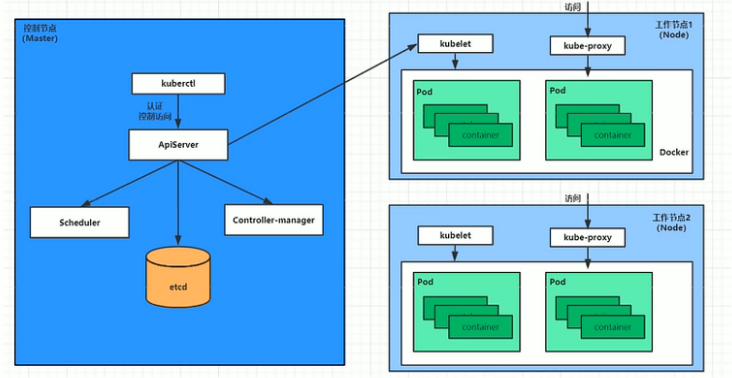 控制节点
(Master)
kuberctl
认证
控制访问
ApiServer
Scheduler
Controller-manager
etcd
访问
工作节点1
(Node)
kubelet
kube-proxy
Pod
container
Pod
container
Docker
访问
工作节点2
(Node)
kubelet
kube-proxy
Pod
container
Pod
container